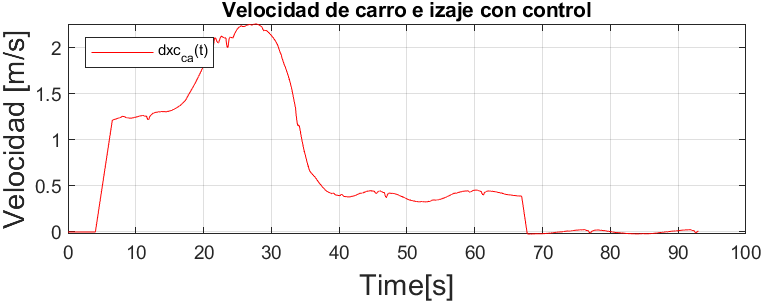 Velocidad de carro e izaje con control
dxc_ca(t)
Velocidad [m/s]
2
1.5
1
0.5
0
0 10 20 30 40 50 60 70 80 90 100
Time[s]